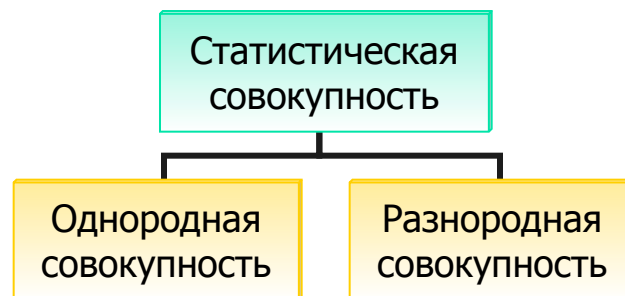 Статистическая
совокупность
Однородная
совокупность
Разнородная
совокупность